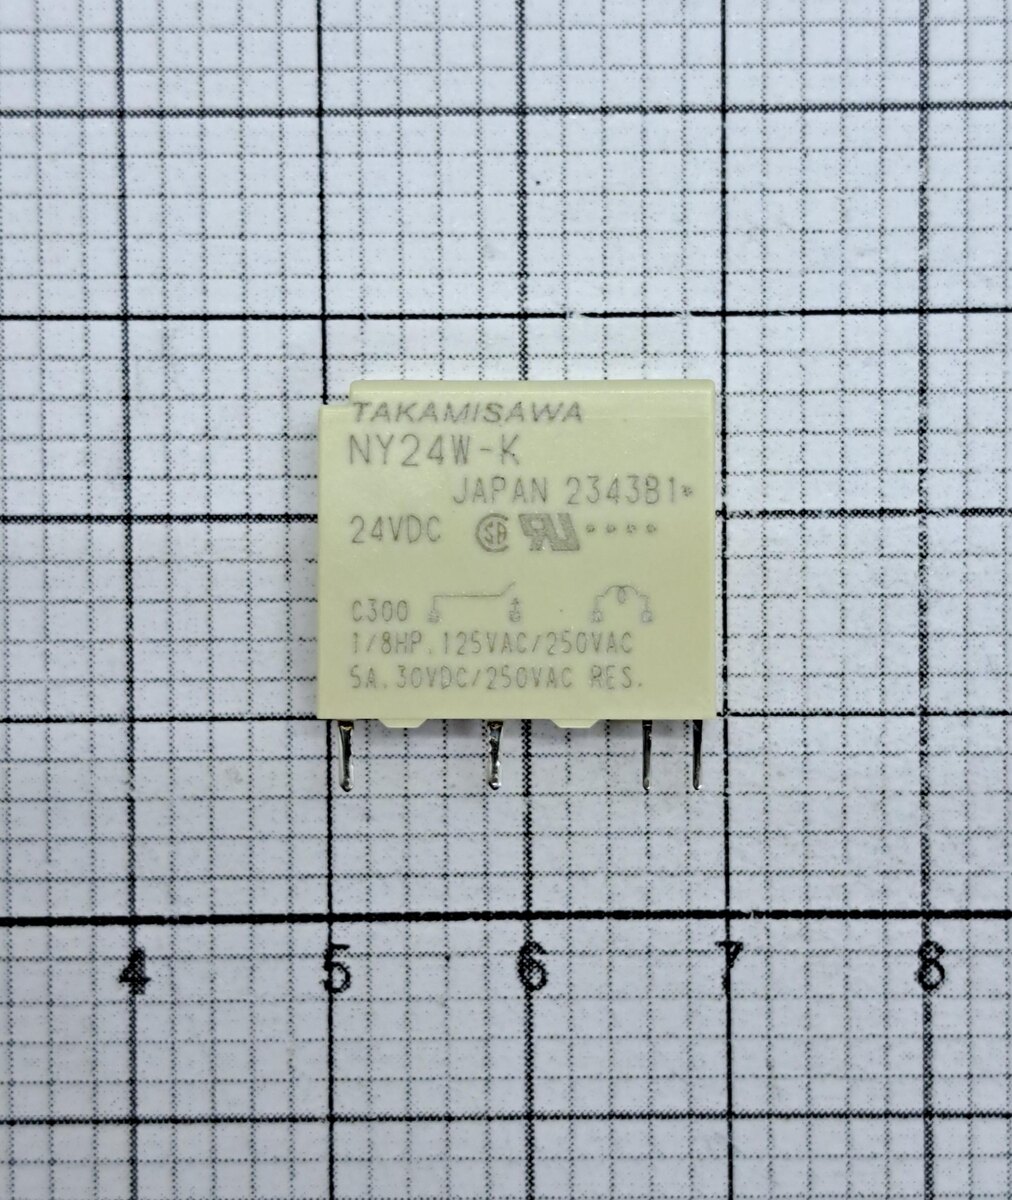 TAKAMISAWA
NY24W-K
JAPAN 2343B1
24VDC
C300
1/8HP.125VAC/250VAC
5A.30VDC/250VAC RES.
4 5 6 7 8